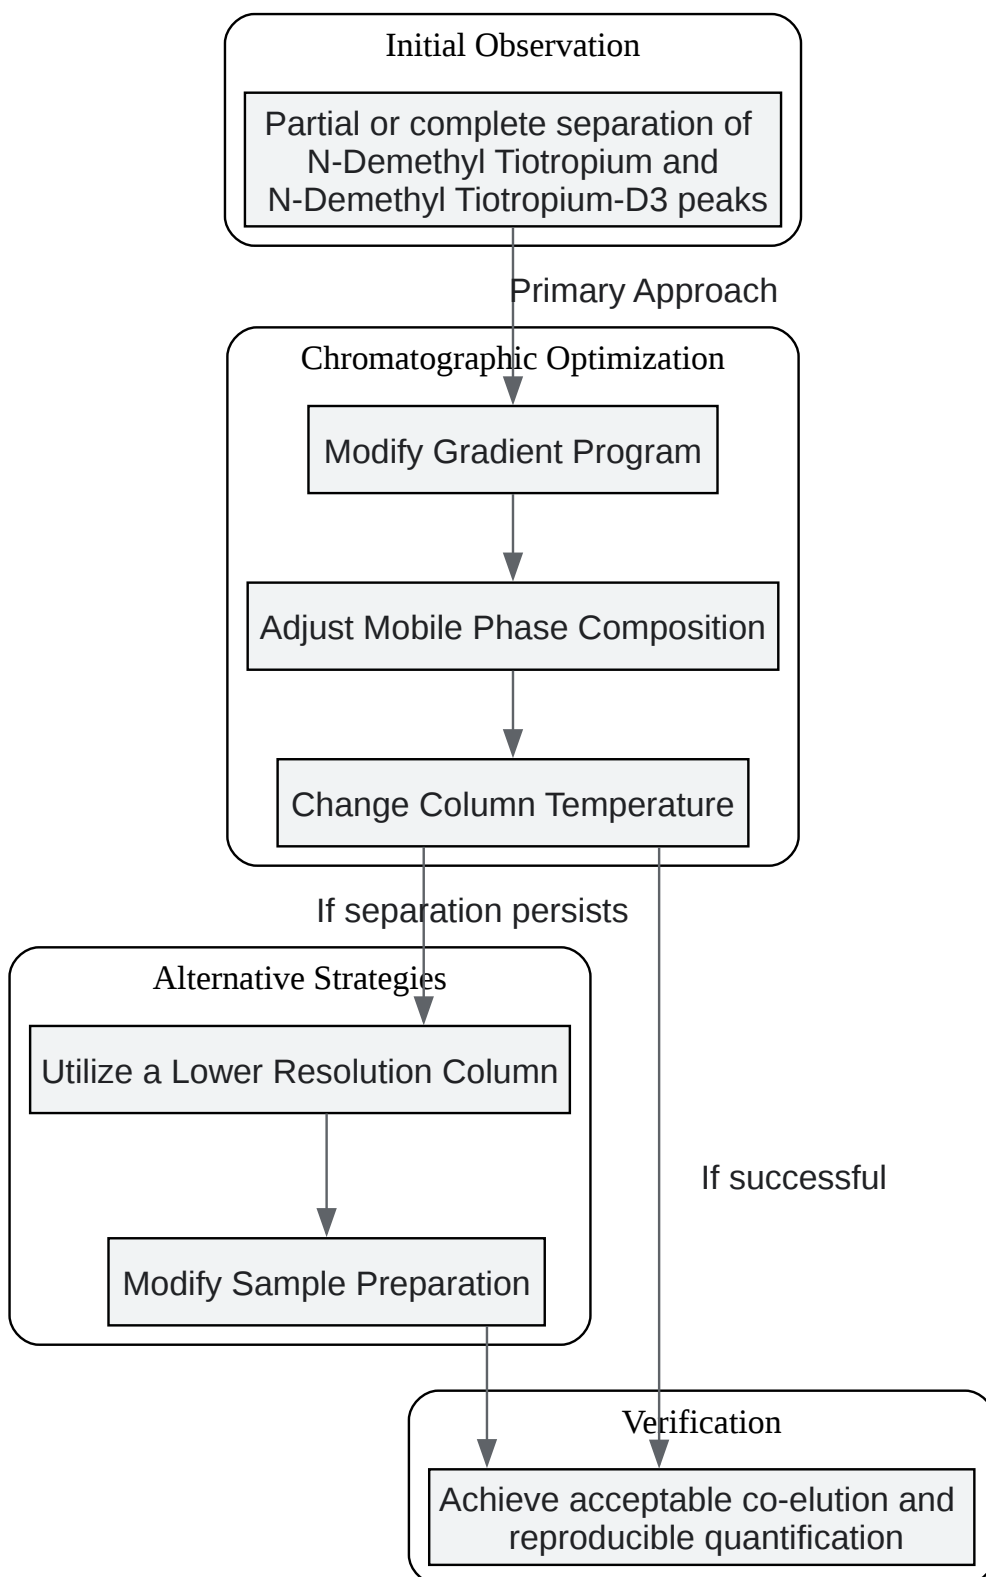 Initial Observation
Partial or complete separation of
N-Demethyl Tiotropium and
N-Demethyl Tiotropium-D3 peaks
Primary Approach
Chromatographic Optimization
Modify Gradient Program
Adjust Mobile Phase Composition
Change Column Temperature
If separation persists
Alternative Strategies
Utilize a Lower Resolution Column
If successful
Modify Sample Preparation
Verification
Achieve acceptable co-elution and
reproducible quantification